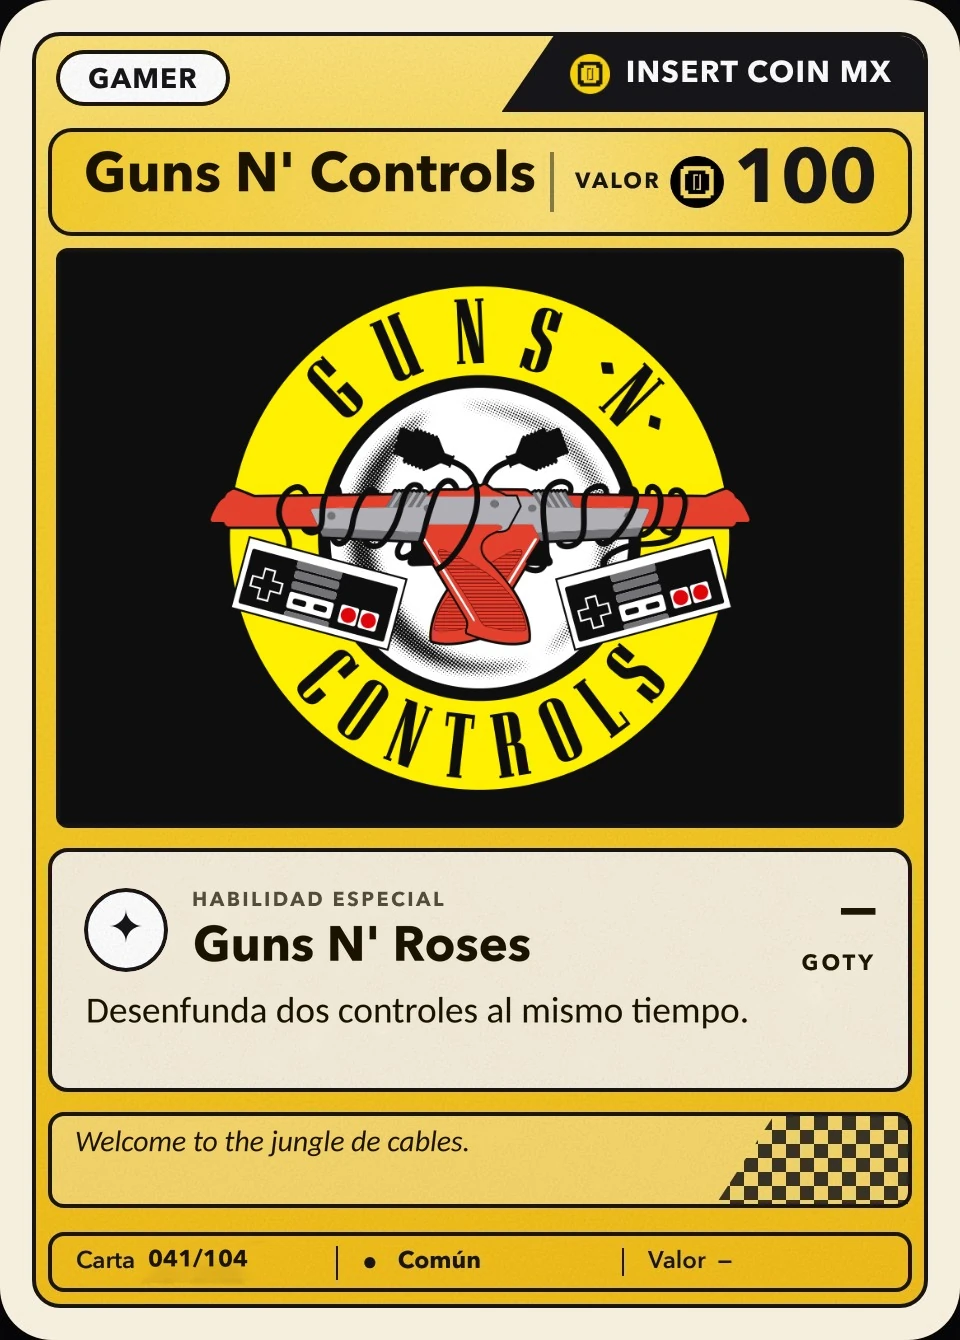 GAMER
INSERT COIN MX
Guns N' Controls
VALOR 100
GUNS ·N·
CONTROLS
HABILIDAD ESPECIAL
Guns N' Roses
–
GOTY
Desenfunda dos controles al mismo tiempo.
Welcome to the jungle de cables.
Carta 041/104
• Común
Valor –